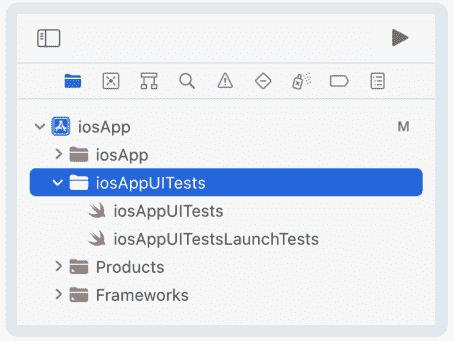 iosApp M
iosApp
iosAppUITests
iosAppUITests
iosAppUITestsLaunchTests
Products
Frameworks